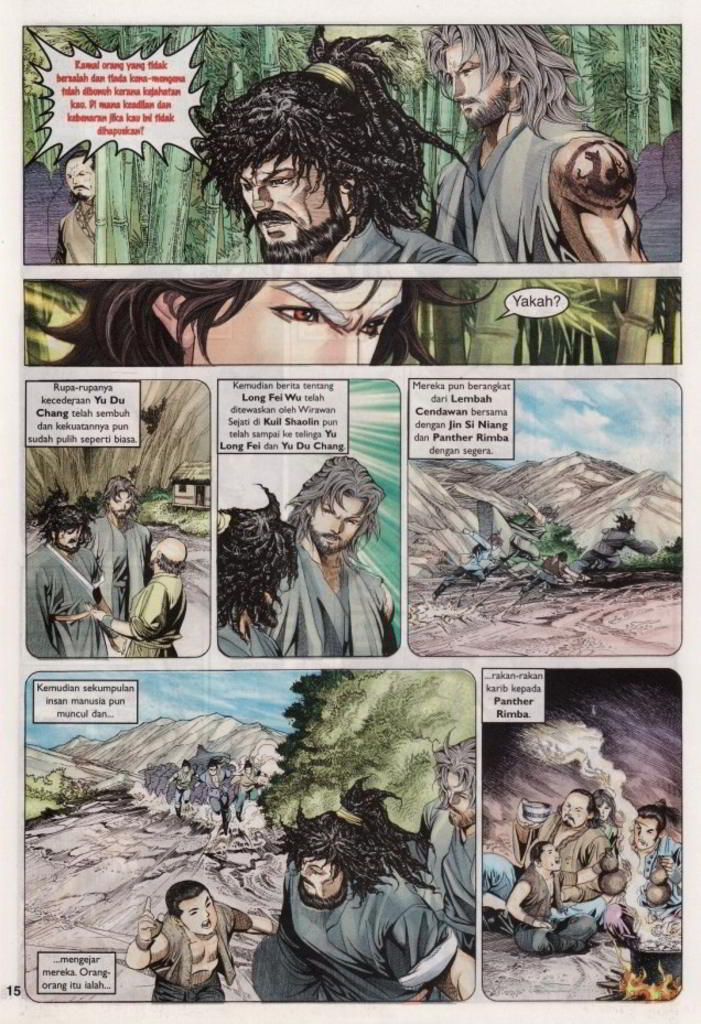 Ramai orang yang tidak
bersalah dan tiada kena-mengena
telah dibunuh kerana kejahatan
kau. Di mana keadilan dan
kebenaran jika kau ini tidak
dihapuskan?
Yakah?
Rupa-rupanya
kecederaan Yu Du
Chang telah sembuh
dan kekuatannya pun
sudah pulih seperti biasa.
Kemudian berita tentang
Long Fei Wu telah
ditewaskan oleh Wirawan
Sejati di Kuil Shaolin pun
telah sampai ke telinga Yu
Long Fei dan Yu Du Chang.
Mereka pun berangkat
dari Lembah
Cendawan bersama
dengan Jin Si Niang
dan Panther Rimba
dengan segera.
Kemudian sekumpulan
insan manusia pun
muncul dan...
...mengejar
mereka. Orang-
orang itu ialah...
...rakan-rakan
karib kepada
Panther
Rimba.
15